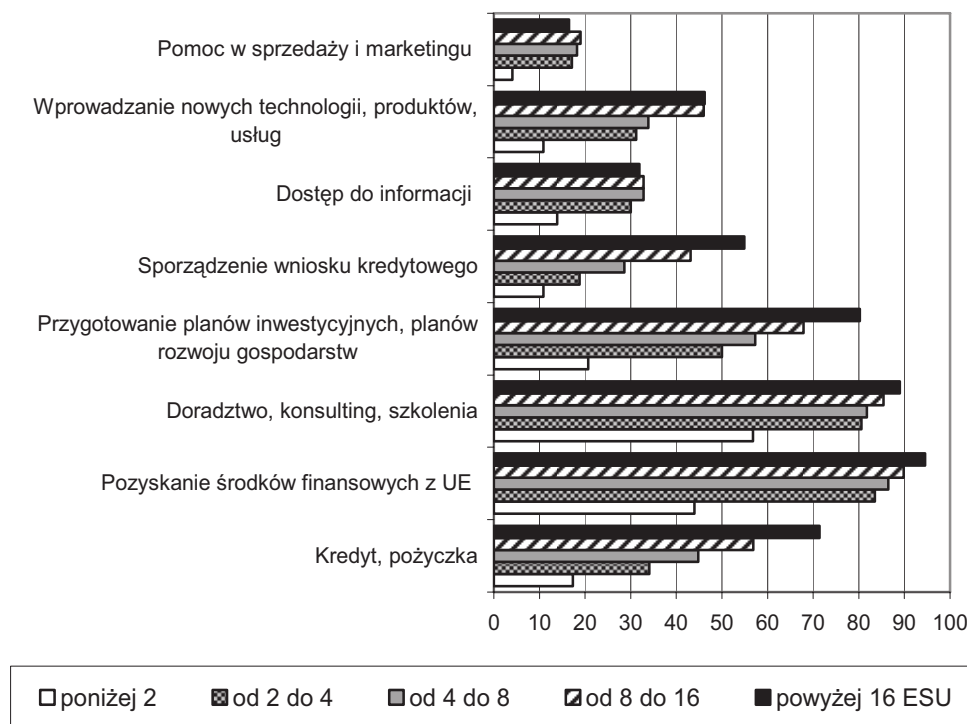 Pomoc w sprzedaży i marketingu
Wprowadzanie nowych technologii, produktów,
usług
Dostęp do informacji
Sporządzenie wniosku kredytowego
Przygotowanie planów inwestycyjnych, planów
rozwoju gospodarstw
Doradztwo, konsulting, szkolenia
Pozyskanie środków finansowych z UE
Kredyt, pożyczka
0 10 20 30 40 50 60 70 80 90 100
poniżej 2 od 2 do 4 od 4 do 8 od 8 do 16 powyżej 16 ESU